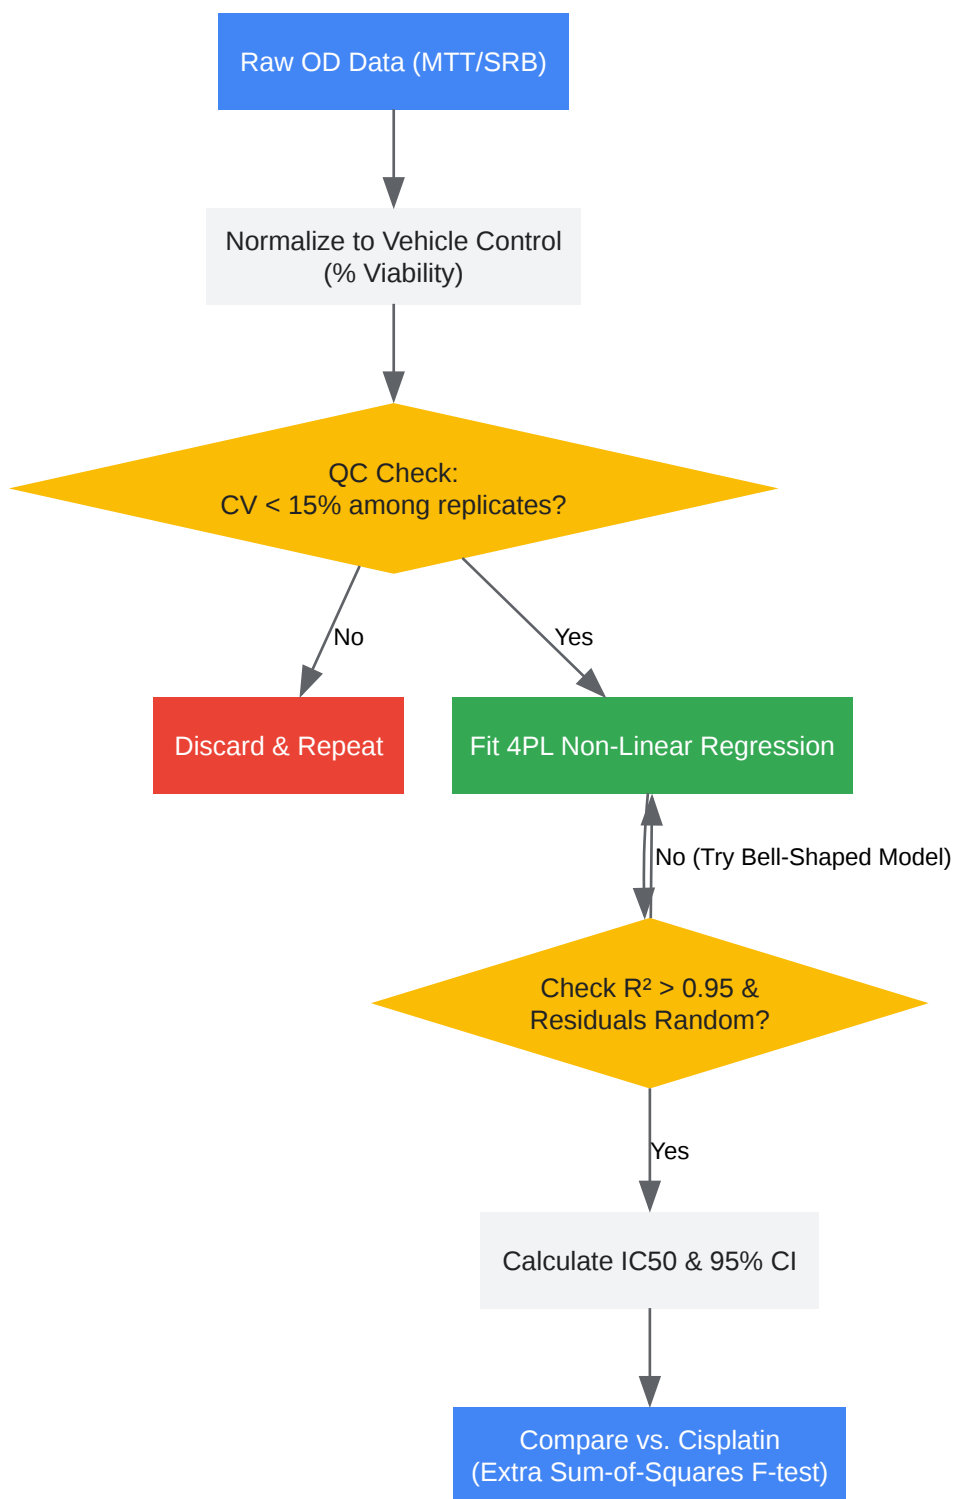 Raw OD Data (MTT/SRB)
Normalize to Vehicle Control
(% Viability)
QC Check:
CV < 15% among replicates?
No
Yes
Discard & Repeat
Fit 4PL Non-Linear Regression
No (Try Bell-Shaped Model)
Check R² > 0.95 &
Residuals Random?
Yes
Calculate IC50 & 95% CI
Compare vs. Cisplatin
(Extra Sum-of-Squares F-test)